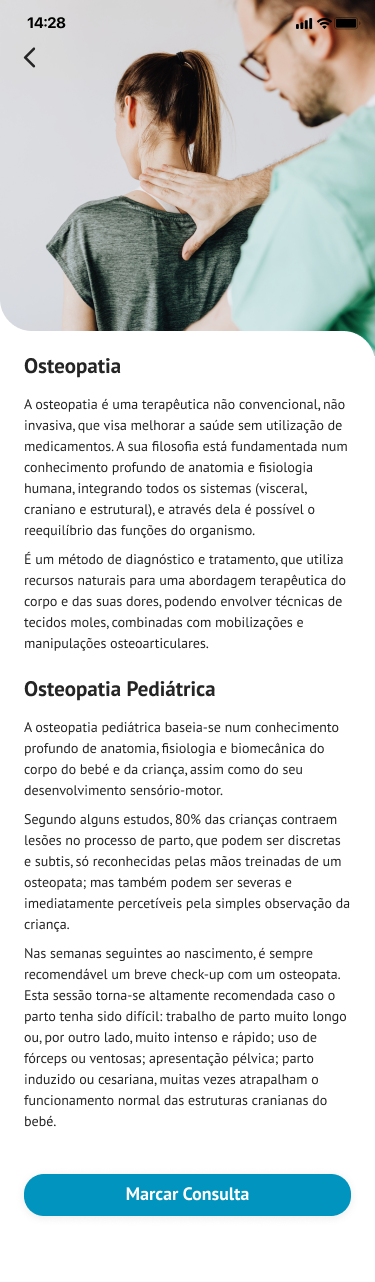 14:28
Osteopatia
A osteopatia é uma terapêutica não convencional, não
invasiva, que visa melhorar a saúde sem utilização de
medicamentos. A sua filosofia está fundamentada num
conhecimento profundo de anatomia e fisiologia
humana, integrando todos os sistemas (visceral,
craniano e estrutural), e através dela é possível o
reequilíbrio das funções do organismo.
É um método de diagnóstico e tratamento, que utiliza
recursos naturais para uma abordagem terapêutica do
corpo e das suas dores, podendo envolver técnicas de
tecidos moles, combinadas com mobilizações e
manipulações osteoarticulares.
Osteopatia Pediátrica
A osteopatia pediátrica baseia-se num conhecimento
profundo de anatomia, fisiologia e biomecânica do
corpo do bebé e da criança, assim como do seu
desenvolvimento sensório-motor.
Segundo alguns estudos, 80% das crianças contraem
lesões no processo de parto, que podem ser discretas
e subtis, só reconhecidas pelas mãos treinadas de um
osteopata; mas também podem ser severas e
imediatamente percetíveis pela simples observação da
criança.
Nas semanas seguintes ao nascimento, é sempre
recomendável um breve check-up com um osteopata.
Esta sessão torna-se altamente recomendada caso o
parto tenha sido difícil: trabalho de parto muito longo
ou, por outro lado, muito intenso e rápido; uso de
fórceps ou ventosas; apresentação pélvica; parto
induzido ou cesariana, muitas vezes atrapalham o
funcionamento normal das estruturas cranianas do
bebé.
Marcar Consulta